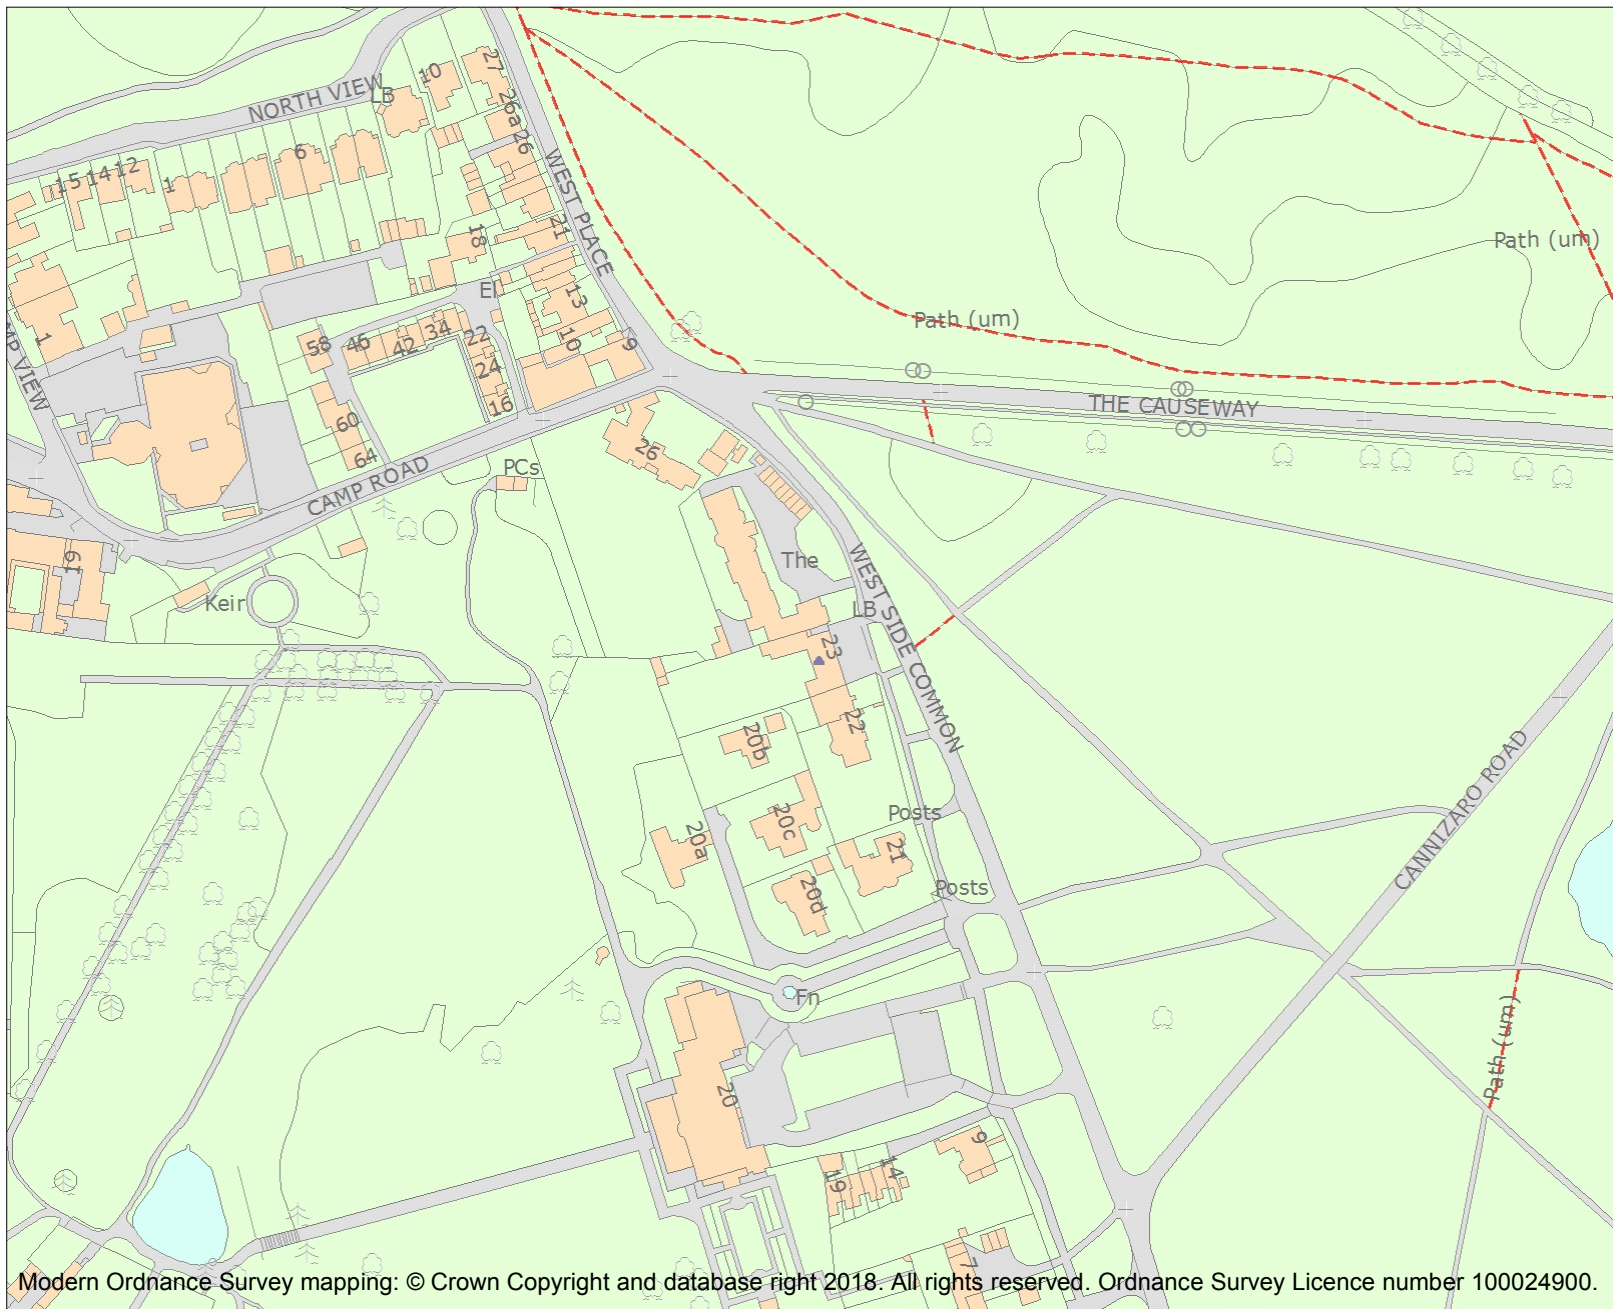 27
10
NORTH VIEW
LB
26a
26
6
15
14
12
1
WEST PLACE
21
18
Path (um)
El
13
1
Path (um)
58
46
42
34
22
10
9
24
16
MP VIEW
THE CAUSEWAY
60
26
64
PCs
CAMP ROAD
19
The
WEST SIDE COMMON
Keir
LB
23
22
20b
CANNIZARO ROAD
20c
20a
Posts
21
20d
Posts
Fn
Path (um)
20
9
19
14
7
Modern Ordnance Survey mapping: © Crown Copyright and database right 2018. All rights reserved. Ordnance Survey Licence number 100024900.